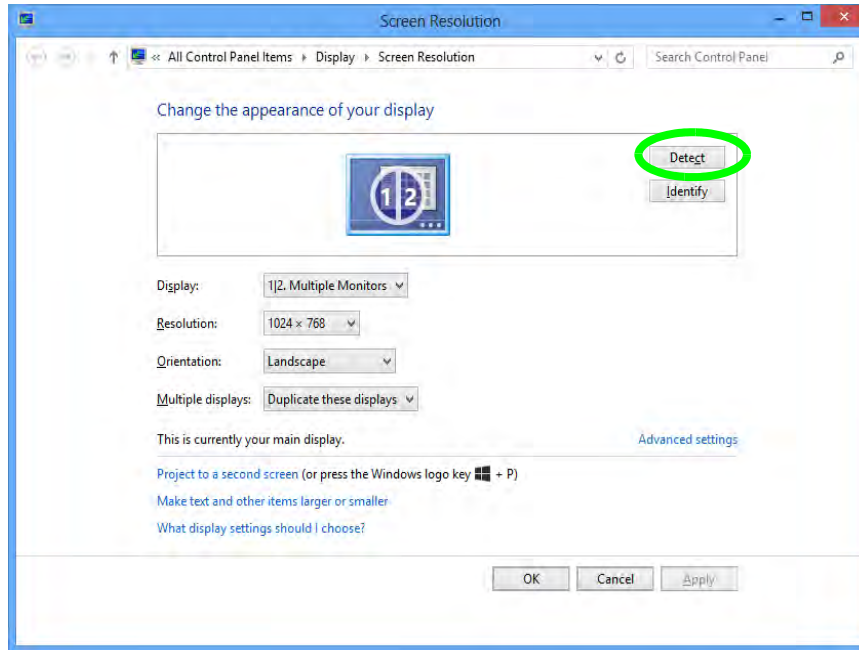 Screen Resolution
« All Control Panel Items ▸ Display ▸ Screen Resolution
Search Control Panel
Change the appearance of your display
Detect
Identify
1|2
Display: 1|2. Multiple Monitors
Resolution: 1024 × 768
Orientation: Landscape
Multiple displays: Duplicate these displays
This is currently your main display. Advanced settings
Project to a second screen (or press the Windows logo key + P)
Make text and other items larger or smaller
What display settings should I choose?
OK Cancel Apply